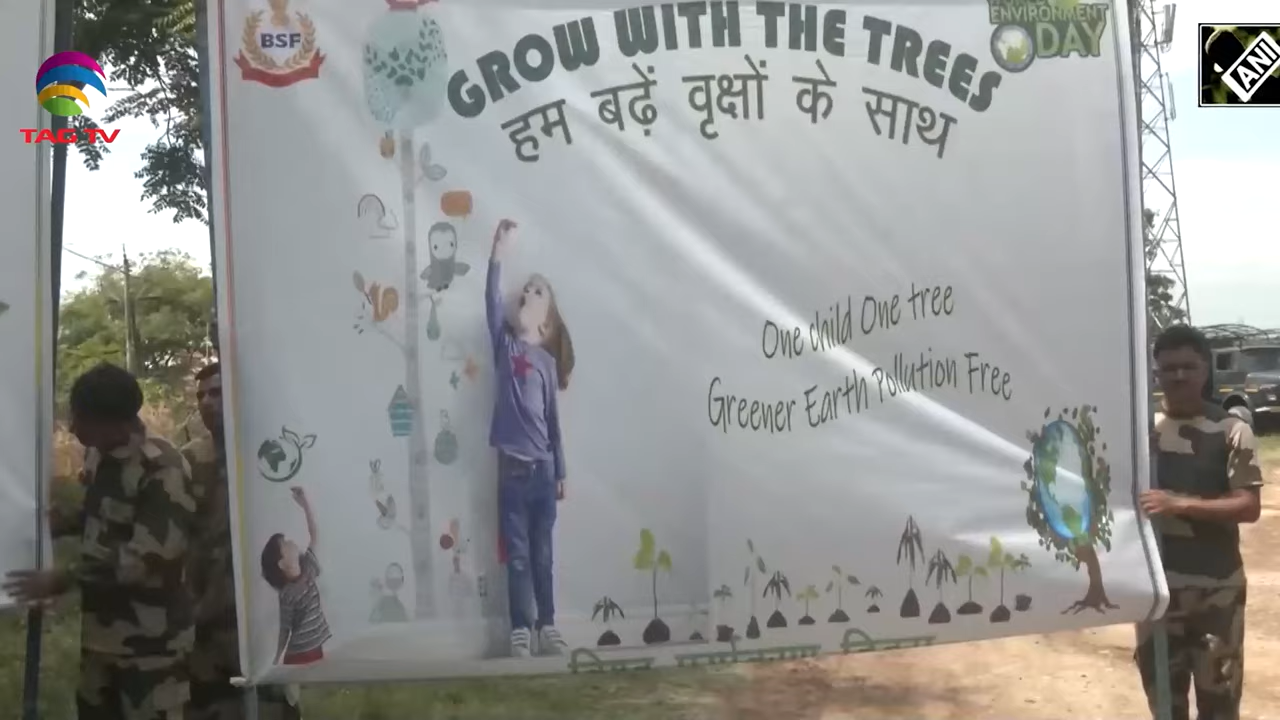 BSF
TAG TV
GROW WITH THE TREES
हम बढ़ें वृक्षों के साथ
ENVIRONMENT
DAY
ANI
One child One tree
Greener Earth Pollution Free